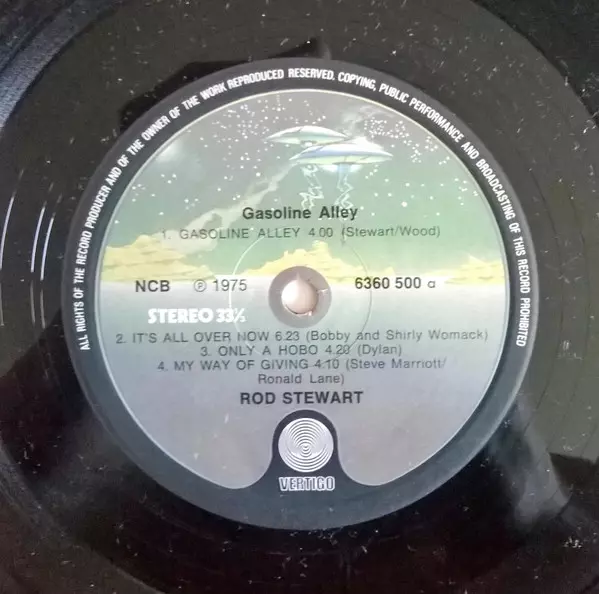 ALL RIGHTS OF THE RECORD PRODUCER AND OF THE OWNER OF THE WORK REPRODUCED RESERVED. COPYING, PUBLIC PERFORMANCE AND BROADCASTING OF THIS RECORD PROHIBITED
Gasoline Alley
1. GASOLINE ALLEY 4.00 (Stewart/Wood)
NCB ℗ 1975 6360 500 a
STEREO 33⅓
2. IT'S ALL OVER NOW 6.23 (Bobby and Shirly Womack)
3. ONLY A HOBO 4.20 (Dylan)
4. MY WAY OF GIVING 4.10 (Steve Marriott/
Ronald Lane)
ROD STEWART
VERTIGO